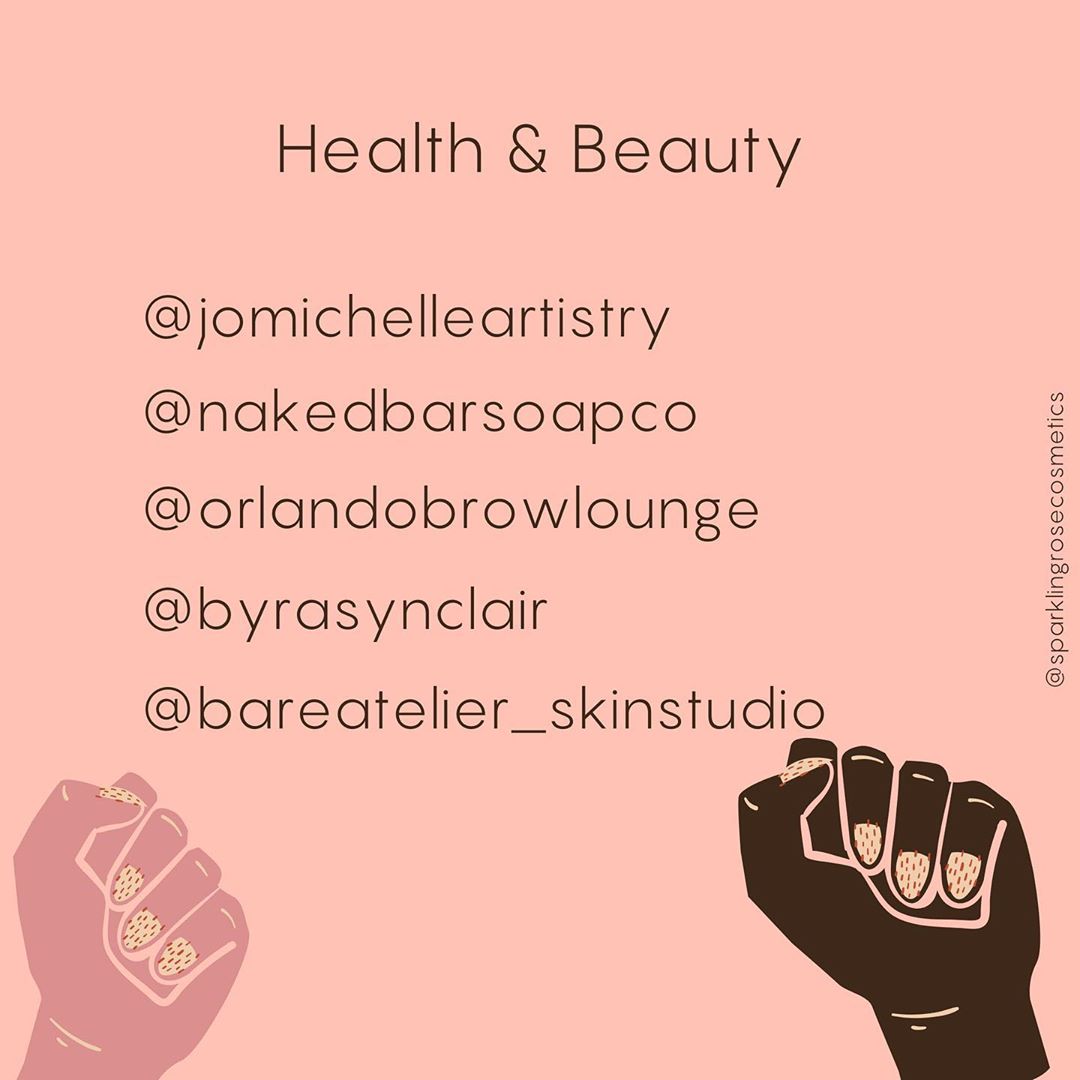 Health & Beauty
@jomichelleartistry
@nakedbarsoapco
@orlandobrowlounge
@byrasynclair
@bareatelier_skinstudio
@sparklingrosecosmetics